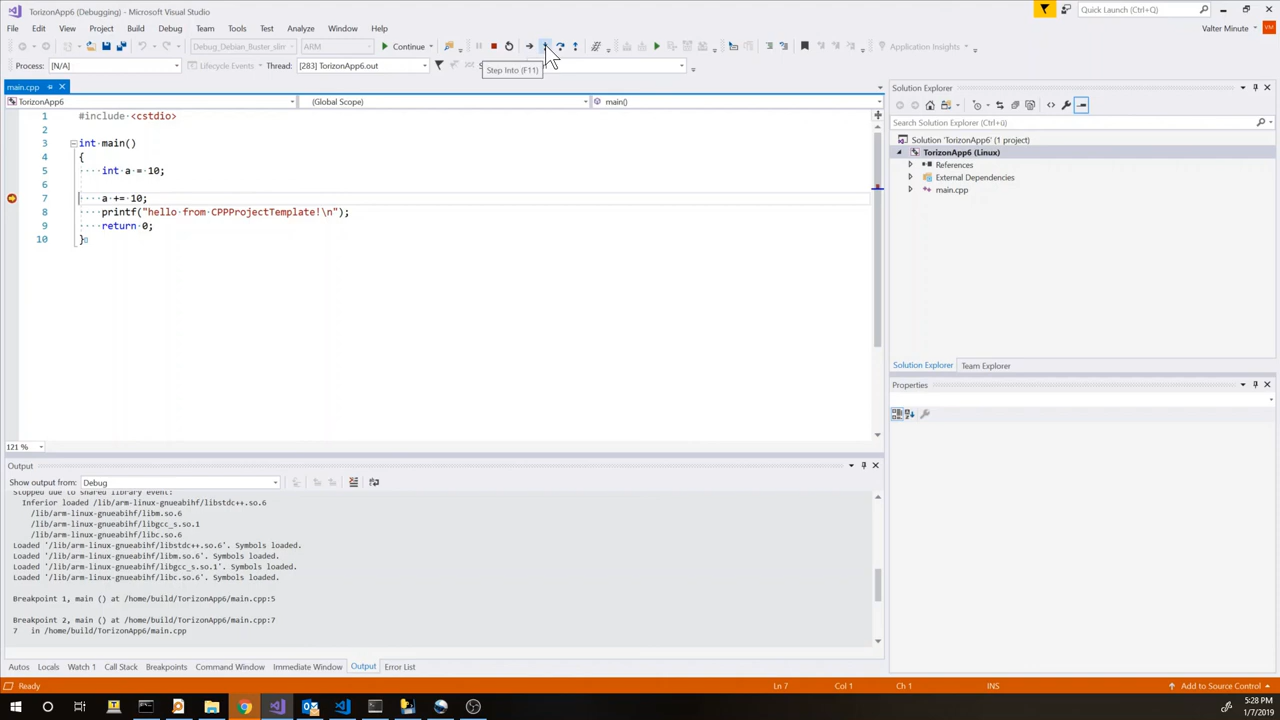 TorizonApp6 (Debugging) - Microsoft Visual Studio
Quick Launch (Ctrl+Q)
File Edit View Project Build Debug Team Tools Test Analyze Window Help
Valter Minute
Debug_Debian_Buster_slim ARM Continue Application Insights
Process: [N/A] Lifecycle Events Thread: [283] TorizonApp6.out
Step Into (F11)
main.cpp
TorizonApp6 (Global Scope) main()
1 #include <cstdio>
2
3 int main()
4 {
5 int a = 10;
6
7 a += 10;
8 printf("hello from CPPProjectTemplate!\n");
9 return 0;
10 }
121 %
Solution Explorer
Search Solution Explorer (Ctrl+ü)
Solution 'TorizonApp6' (1 project)
TorizonApp6 (Linux)
References
External Dependencies
main.cpp
Solution Explorer Team Explorer
Properties
Output
Show output from: Debug
Stopped due to shared library event:
Inferior loaded /lib/arm-linux-gnueabihf/libstdc++.so.6
/lib/arm-linux-gnueabihf/libm.so.6
/lib/arm-linux-gnueabihf/libgcc_s.so.1
/lib/arm-linux-gnueabihf/libc.so.6
Loaded '/lib/arm-linux-gnueabihf/libstdc++.so.6'. Symbols loaded.
Loaded '/lib/arm-linux-gnueabihf/libm.so.6'. Symbols loaded.
Loaded '/lib/arm-linux-gnueabihf/libgcc_s.so.1'. Symbols loaded.
Loaded '/lib/arm-linux-gnueabihf/libc.so.6'. Symbols loaded.
Breakpoint 1, main () at /home/build/TorizonApp6/main.cpp:5
Breakpoint 2, main () at /home/build/TorizonApp6/main.cpp:7
7 in /home/build/TorizonApp6/main.cpp
Autos Locals Watch 1 Call Stack Breakpoints Command Window Immediate Window Output Error List
Ready Ln 7 Col 1 Ch 1 INS Add to Source Control
5:28 PM
1/7/2019